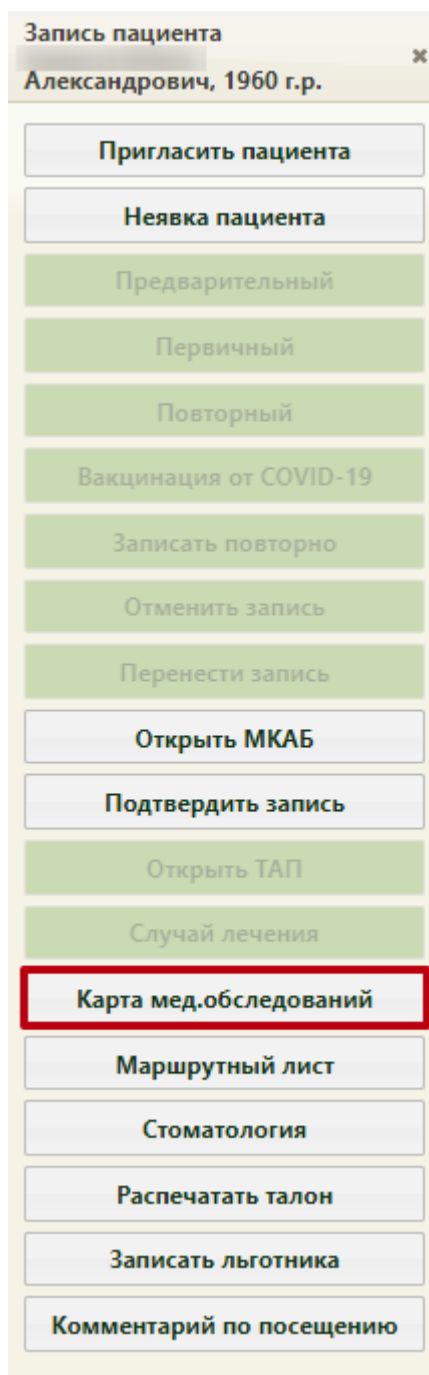 Запись пациента
Александрович, 1960 г.р.
Пригласить пациента
Неявка пациента
Предварительный
Первичный
Повторный
Вакцинация от COVID-19
Записать повторно
Отменить запись
Перенести запись
Открыть МКАБ
Подтвердить запись
Открыть ТАП
Случай лечения
Карта мед.обследований
Маршрутный лист
Стоматология
Распечатать талон
Записать льготника
Комментарий по посещению